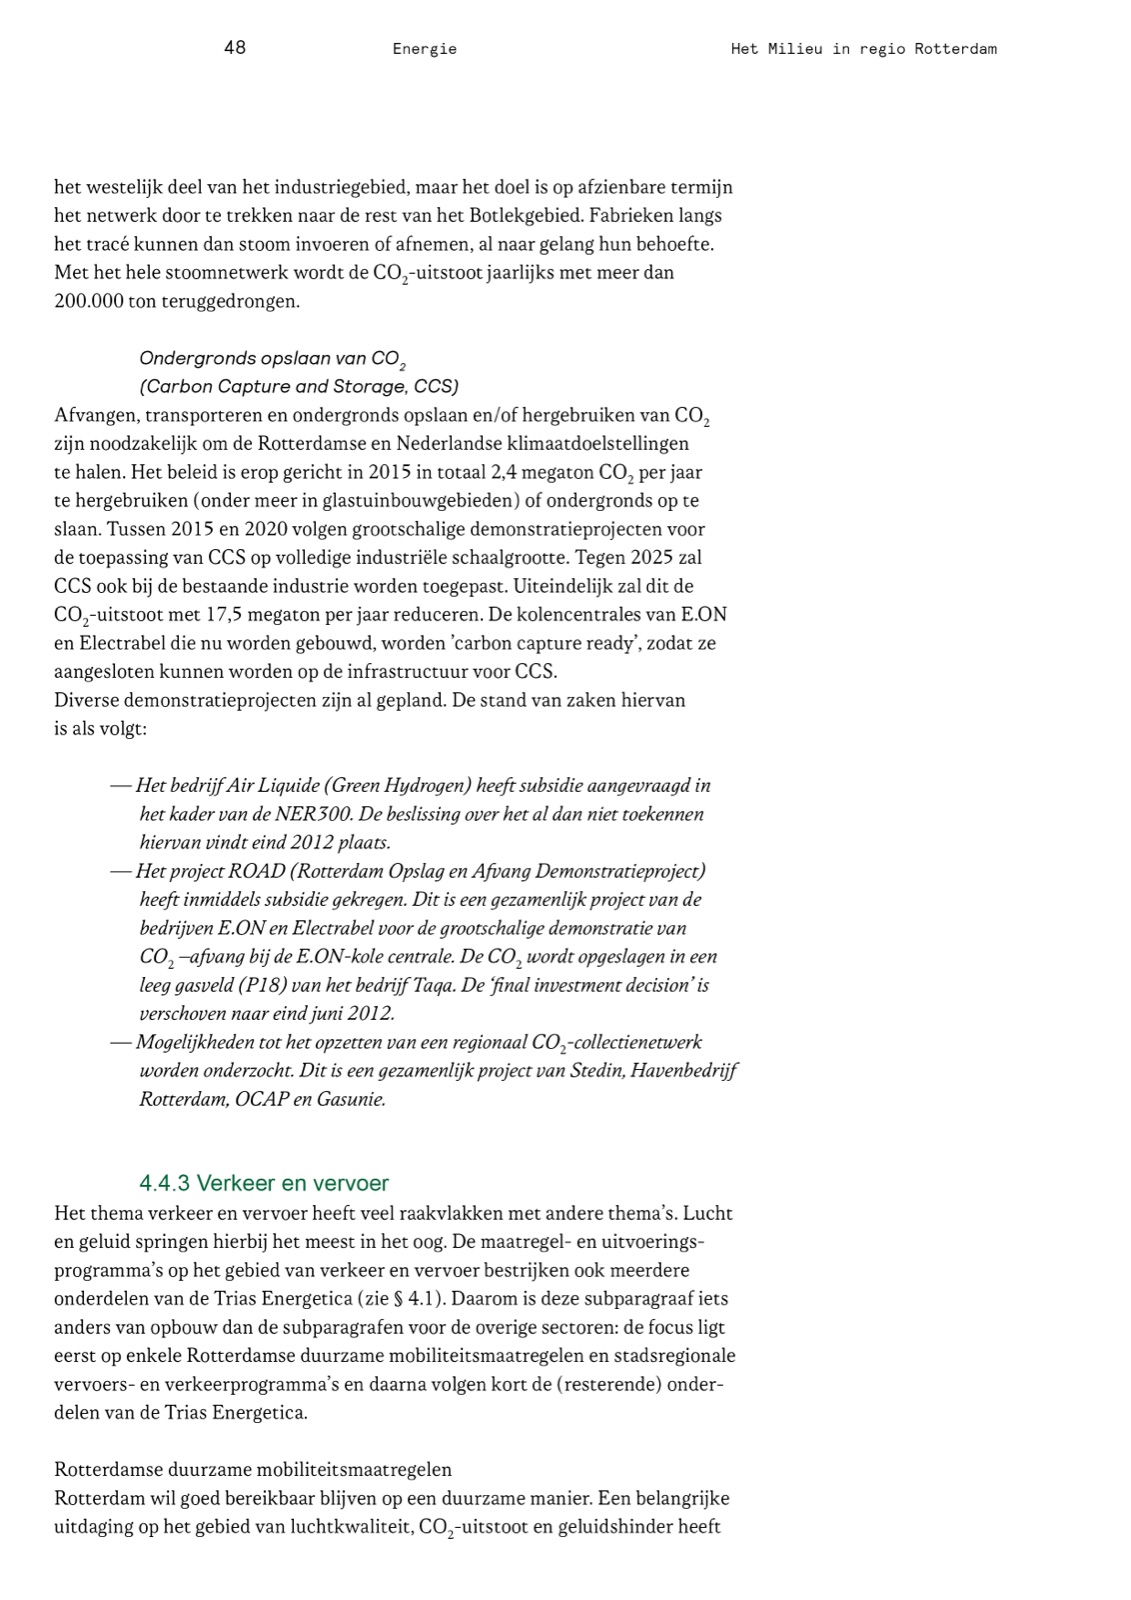 48 Energie Het Milieu in regio Rotterdam
het westelijk deel van het industriegebied, maar het doel is op afzienbare termijn
het netwerk door te trekken naar de rest van het Botlekgebied. Fabrieken langs
het tracé kunnen dan stoom invoeren of afnemen, al naar gelang hun behoefte.
Met het hele stoomnetwerk wordt de CO₂-uitstoot jaarlijks met meer dan
200.000 ton teruggedrongen.
Ondergronds opslaan van CO₂
(Carbon Capture and Storage, CCS)
Afvangen, transporteren en ondergronds opslaan en/of hergebruiken van CO₂
zijn noodzakelijk om de Rotterdamse en Nederlandse klimaatdoelstellingen
te halen. Het beleid is erop gericht in 2015 in totaal 2,4 megaton CO₂ per jaar
te hergebruiken (onder meer in glastuinbouwgebieden) of ondergronds op te
slaan. Tussen 2015 en 2020 volgen grootschalige demonstratieprojecten voor
de toepassing van CCS op volledige industriële schaalgrootte. Tegen 2025 zal
CCS ook bij de bestaande industrie worden toegepast. Uiteindelijk zal dit de
CO₂-uitstoot met 17,5 megaton per jaar reduceren. De kolencentrales van E.ON
en Electrabel die nu worden gebouwd, worden ’carbon capture ready’, zodat ze
aangesloten kunnen worden op de infrastructuur voor CCS.
Diverse demonstratieprojecten zijn al gepland. De stand van zaken hiervan
is als volgt:
— Het bedrijf Air Liquide (Green Hydrogen) heeft subsidie aangevraagd in
het kader van de NER300. De beslissing over het al dan niet toekennen
hiervan vindt eind 2012 plaats.
— Het project ROAD (Rotterdam Opslag en Afvang Demonstratieproject)
heeft inmiddels subsidie gekregen. Dit is een gezamenlijk project van de
bedrijven E.ON en Electrabel voor de grootschalige demonstratie van
CO₂ –afvang bij de E.ON-kole centrale. De CO₂ wordt opgeslagen in een
leeg gasveld (P18) van het bedrijf Taqa. De ‘final investment decision’ is
verschoven naar eind juni 2012.
— Mogelijkheden tot het opzetten van een regionaal CO₂-collectienetwerk
worden onderzocht. Dit is een gezamenlijk project van Stedin, Havenbedrijf
Rotterdam, OCAP en Gasunie.
4.4.3 Verkeer en vervoer
Het thema verkeer en vervoer heeft veel raakvlakken met andere thema’s. Lucht
en geluid springen hierbij het meest in het oog. De maatregel- en uitvoerings-
programma’s op het gebied van verkeer en vervoer bestrijken ook meerdere
onderdelen van de Trias Energetica (zie § 4.1). Daarom is deze subparagraaf iets
anders van opbouw dan de subparagrafen voor de overige sectoren: de focus ligt
eerst op enkele Rotterdamse duurzame mobiliteitsmaatregelen en stadsregionale
vervoers- en verkeerprogramma’s en daarna volgen kort de (resterende) onder-
delen van de Trias Energetica.
Rotterdamse duurzame mobiliteitsmaatregelen
Rotterdam wil goed bereikbaar blijven op een duurzame manier. Een belangrijke
uitdaging op het gebied van luchtkwaliteit, CO₂-uitstoot en geluidshinder heeft